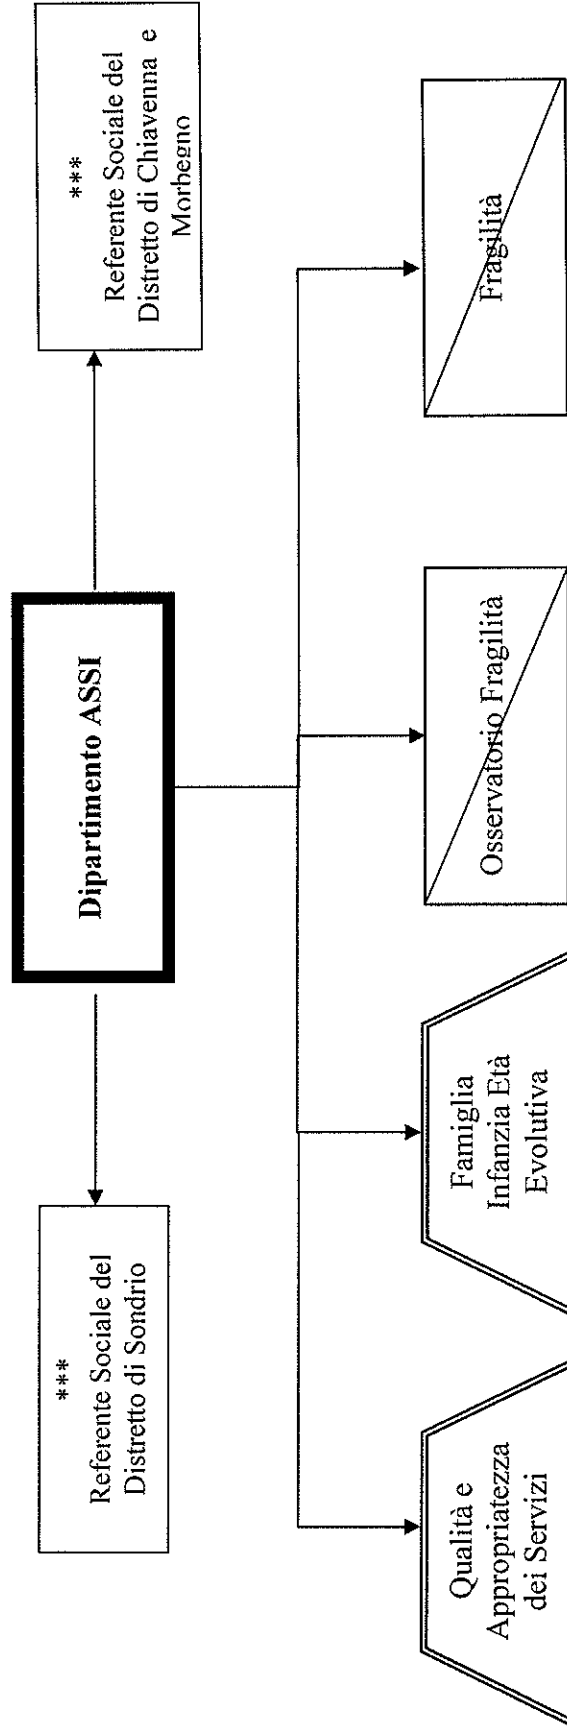 ***
Referente Sociale del
Distretto di Sondrio
Dipartimento ASSI
***
Referente Sociale del
Distretto di Chiavenna e
Morbegno
Qualità e
Appropriatezza
dei Servizi
Famiglia
Infanzia Età
Evolutiva
Osservatorio Fragilità
Fragilità